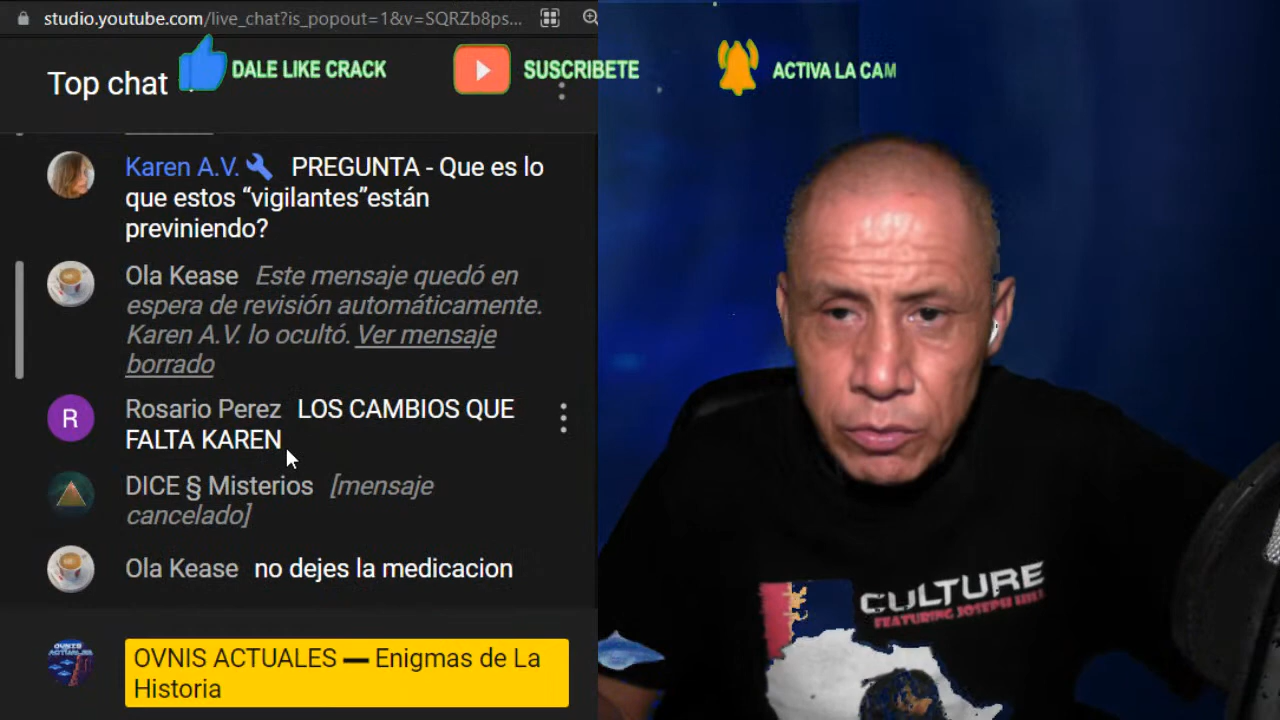 studio.youtube.com/live_chat?is_popout=1&v=SQRZb8ps...
DALE LIKE CRACK
SUSCRIBETE
ACTIVA LA CAM
Top chat
Karen A.V. PREGUNTA - Que es lo
que estos “vigilantes”están
previniendo?
Ola Kease Este mensaje quedó en
espera de revisión automáticamente.
Karen A.V. lo ocultó. Ver mensaje
borrado
R
Rosario Perez LOS CAMBIOS QUE
FALTA KAREN
DICE § Misterios [mensaje
cancelado]
Ola Kease no dejes la medicacion
OVNIS ACTUALES — Enigmas de La
Historia
CULTURE
FEATURING JOSEPH HILL